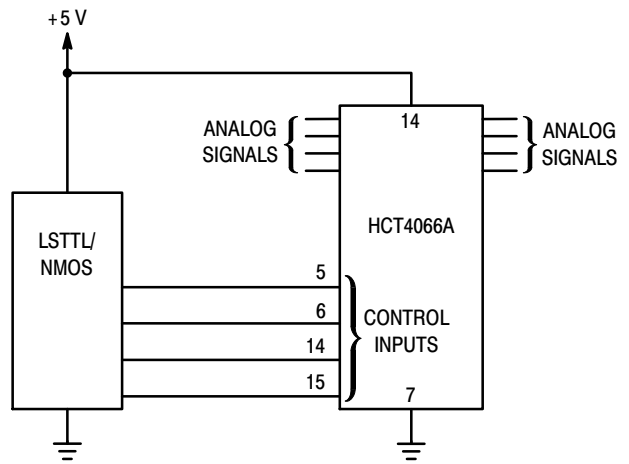 +5 V
ANALOG
SIGNALS
14
ANALOG
SIGNALS
LSTTL/
NMOS
HCT4066A
5
6
14
15
CONTROL
INPUTS
7